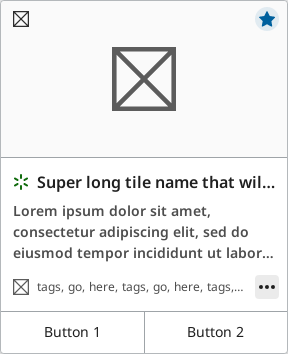 Super long tile name that wil...
Lorem ipsum dolor sit amet,
consectetur adipiscing elit, sed do
eiusmod tempor incididunt ut labor...
tags, go, here, tags, go, here, tags,...
Button 1
Button 2